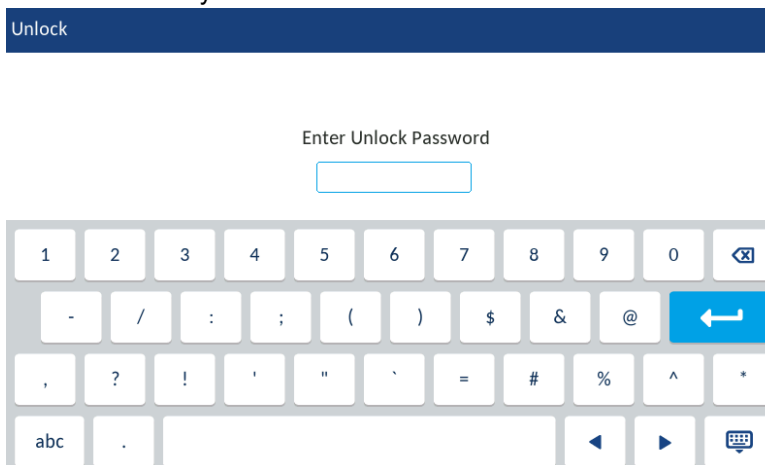 Unlock
Enter Unlock Password
1 2 3 4 5 6 7 8 9 0
- / : ; ( ) $ & @
, ? ! ' " ` = # % ^ *
abc .